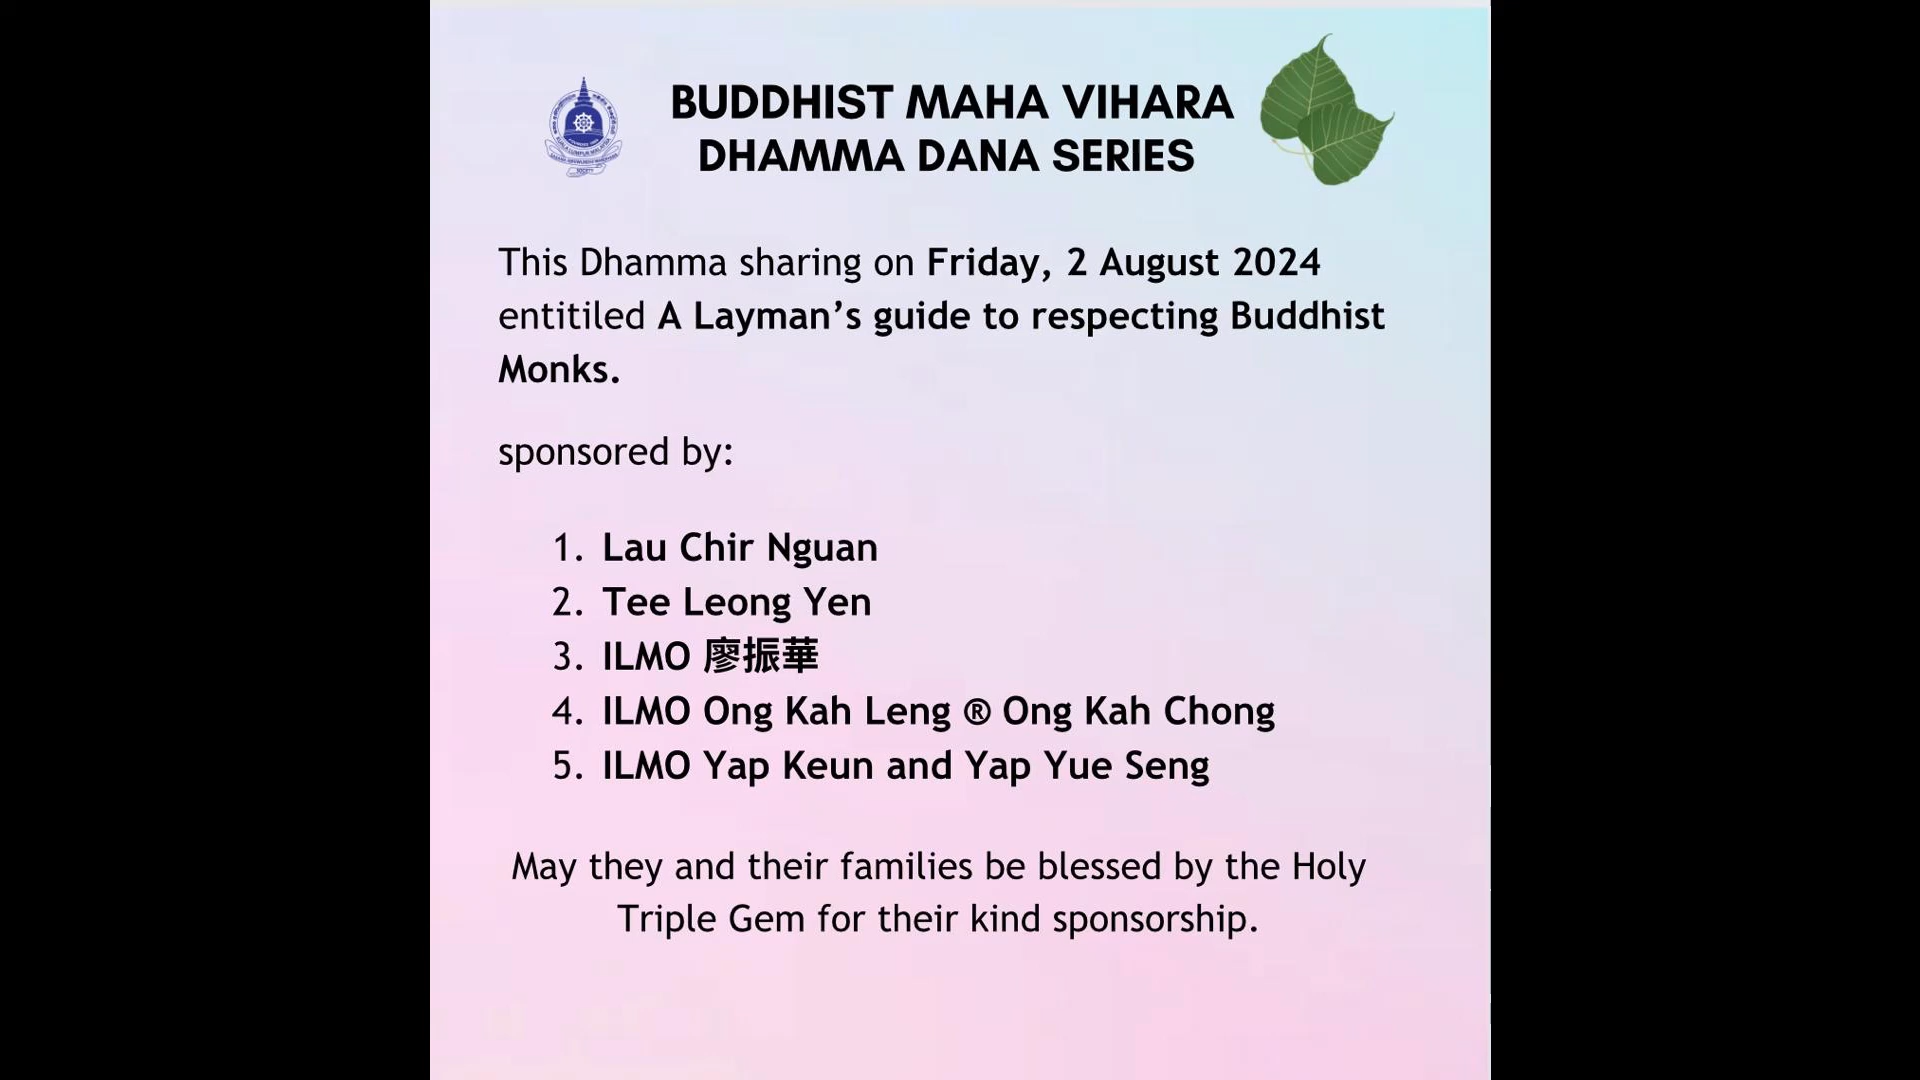 BUDDHIST MAHA VIHARA
DHAMMA DANA SERIES
This Dhamma sharing on Friday, 2 August 2024
entitiled A Layman’s guide to respecting Buddhist
Monks.
sponsored by:
1. Lau Chir Nguan
2. Tee Leong Yen
3. ILMO 廖振華
4. ILMO Ong Kah Leng ® Ong Kah Chong
5. ILMO Yap Keun and Yap Yue Seng
May they and their families be blessed by the Holy
Triple Gem for their kind sponsorship.